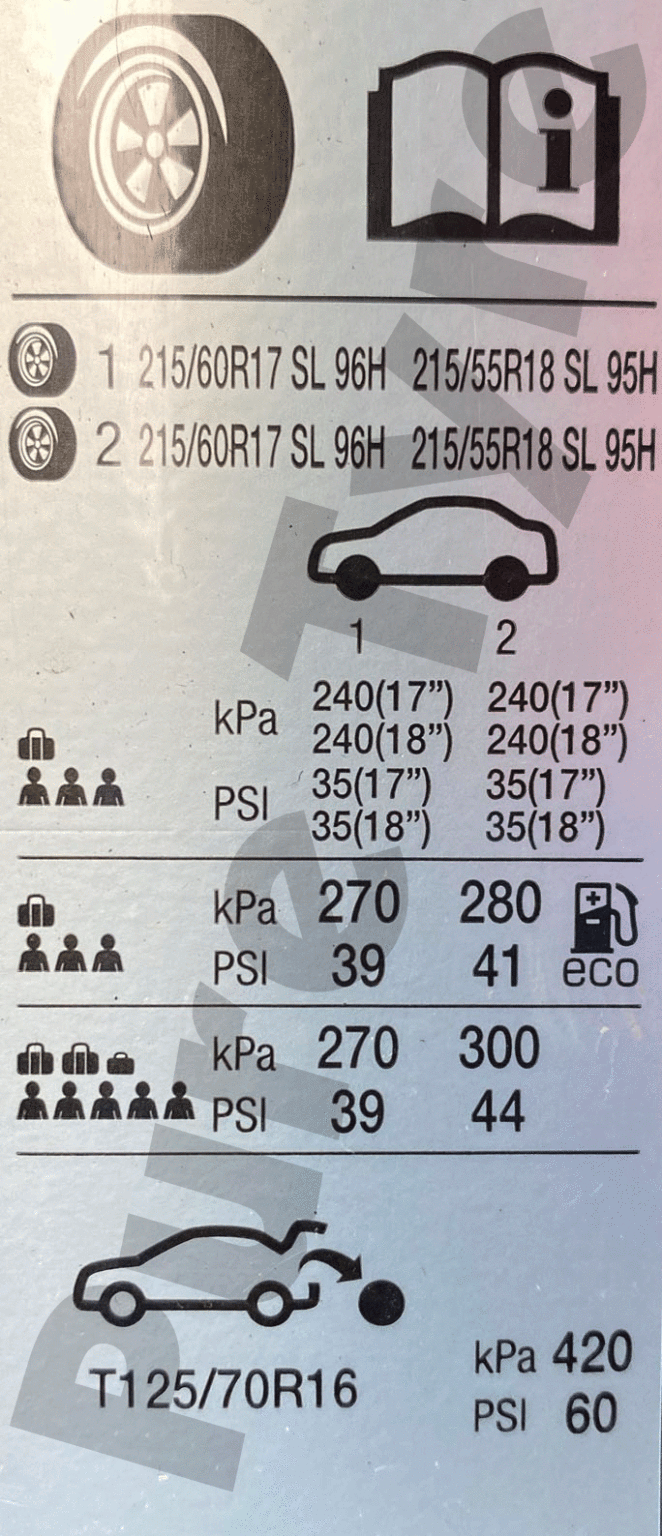 i
1 215/60R17 SL 96H 215/55R18 SL 95H
2 215/60R17 SL 96H 215/55R18 SL 95H
1 2
kPa 240(17”) 240(17”)
240(18”) 240(18”)
PSI 35(17”) 35(17”)
35(18”) 35(18”)
kPa 270 280
PSI 39 41 eco
kPa 270 300
PSI 39 44
T125/70R16
kPa 420
PSI 60
Pure Tyre